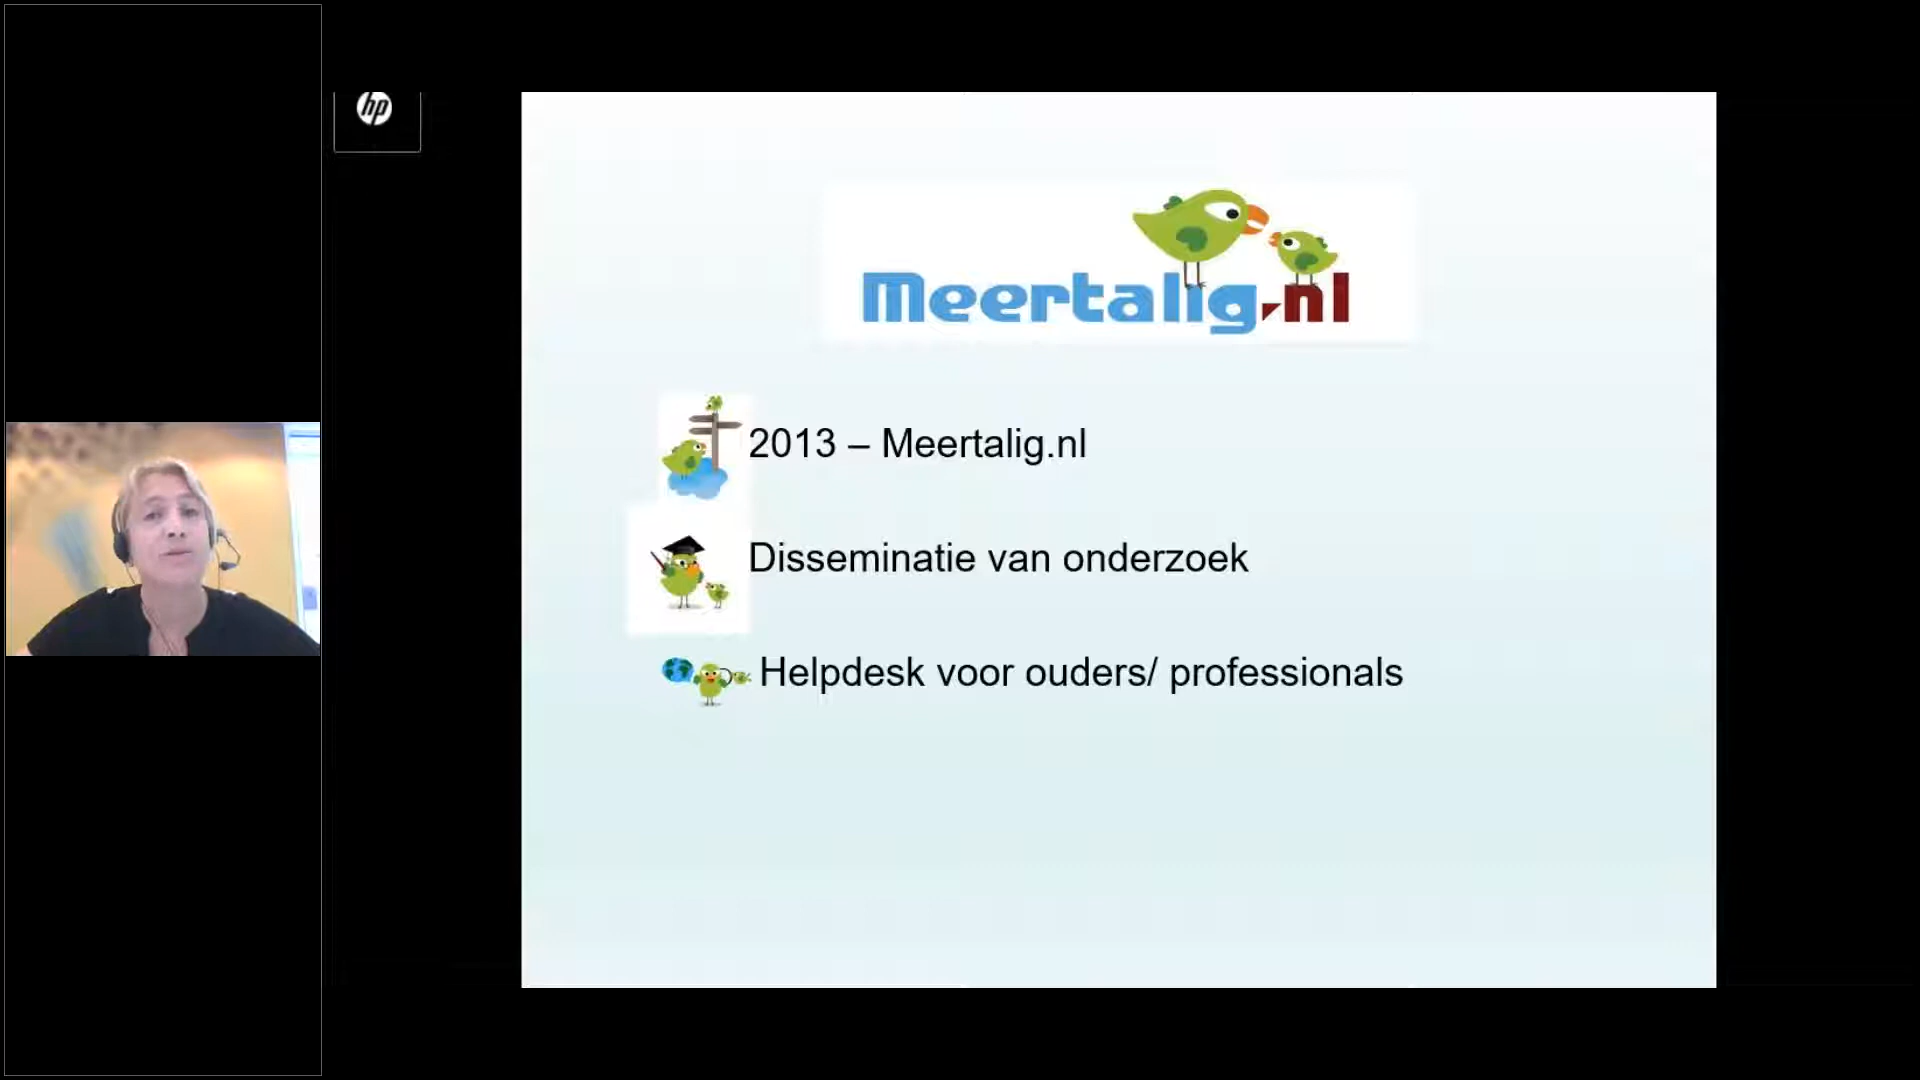 hp
Meertalig.nl
2013 – Meertalig.nl
Disseminatie van onderzoek
Helpdesk voor ouders/ professionals